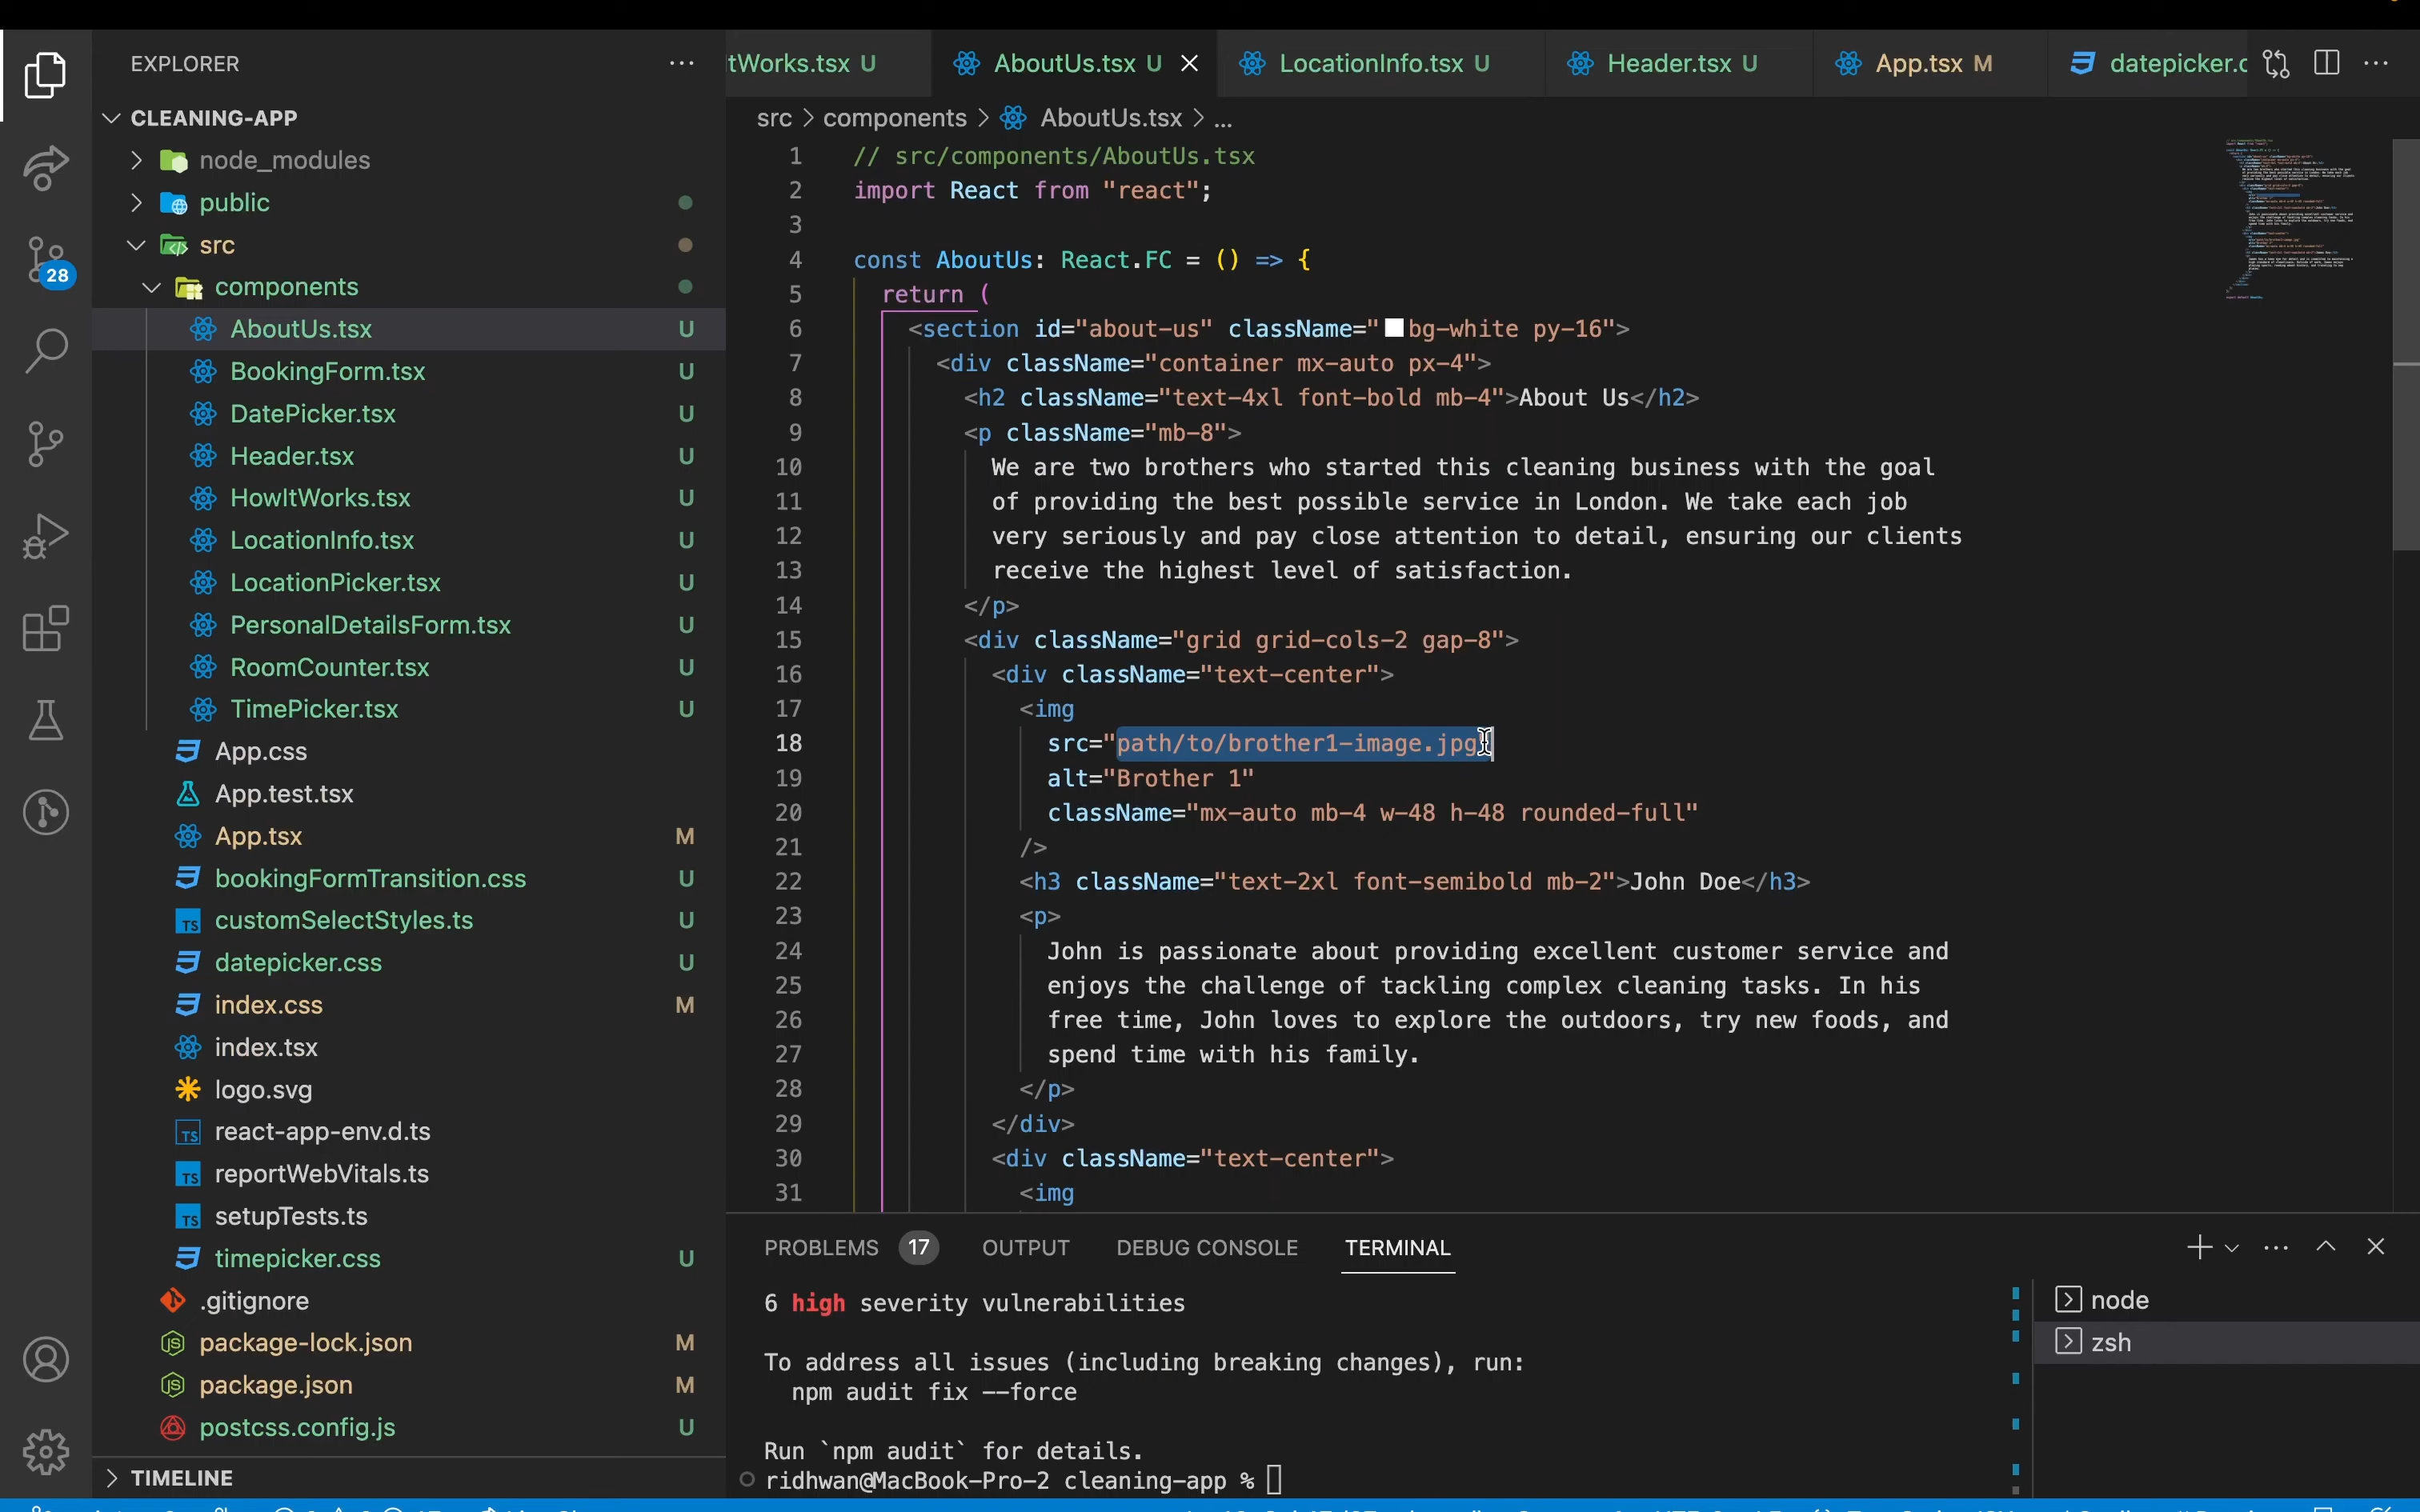 EXPLORER
CLEANING-APP
node_modules
public
src
components
AboutUs.tsx U
BookingForm.tsx U
DatePicker.tsx U
Header.tsx U
HowItWorks.tsx U
LocationInfo.tsx U
LocationPicker.tsx U
PersonalDetailsForm.tsx U
RoomCounter.tsx U
TimePicker.tsx U
App.css
App.test.tsx
App.tsx M
bookingFormTransition.css U
customSelectStyles.ts U
datepicker.css U
index.css M
index.tsx
logo.svg
react-app-env.d.ts
reportWebVitals.ts
setupTests.ts
timepicker.css U
.gitignore
package-lock.json M
package.json M
postcss.config.js U
TIMELINE
28
tWorks.tsx U
AboutUs.tsx U
LocationInfo.tsx U
Header.tsx U
App.tsx M
datepicker.c
src > components > AboutUs.tsx > ...
1 // src/components/AboutUs.tsx
2 import React from "react";
3
4 const AboutUs: React.FC = () => {
5 return (
6 <section id="about-us" className="bg-white py-16">
7 <div className="container mx-auto px-4">
8 <h2 className="text-4xl font-bold mb-4">About Us</h2>
9 <p className="mb-8">
10 We are two brothers who started this cleaning business with the goal
11 of providing the best possible service in London. We take each job
12 very seriously and pay close attention to detail, ensuring our clients
13 receive the highest level of satisfaction.
14 </p>
15 <div className="grid grid-cols-2 gap-8">
16 <div className="text-center">
17 <img
18 src="path/to/brother1-image.jpg
19 alt="Brother 1"
20 className="mx-auto mb-4 w-48 h-48 rounded-full"
21 />
22 <h3 className="text-2xl font-semibold mb-2">John Doe</h3>
23 <p>
24 John is passionate about providing excellent customer service and
25 enjoys the challenge of tackling complex cleaning tasks. In his
26 free time, John loves to explore the outdoors, try new foods, and
27 spend time with his family.
28 </p>
29 </div>
30 <div className="text-center">
31 <img
PROBLEMS 17 OUTPUT DEBUG CONSOLE TERMINAL
6 high severity vulnerabilities
To address all issues (including breaking changes), run:
npm audit fix --force
Run `npm audit` for details.
ridhwan@MacBook-Pro-2 cleaning-app %
node
zsh